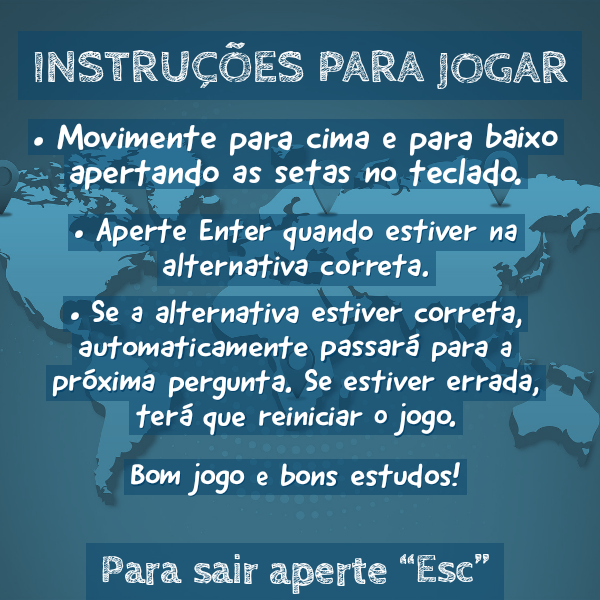 INSTRUÇÕES PARA JOGAR
• Movimente para cima e para baixo
apertando as setas no teclado.
• Aperte Enter quando estiver na
alternativa correta.
• Se a alternativa estiver correta,
automaticamente passará para a
próxima pergunta. Se estiver errada,
terá que reiniciar o jogo.
Bom jogo e bons estudos!
Para sair aperte “Esc”